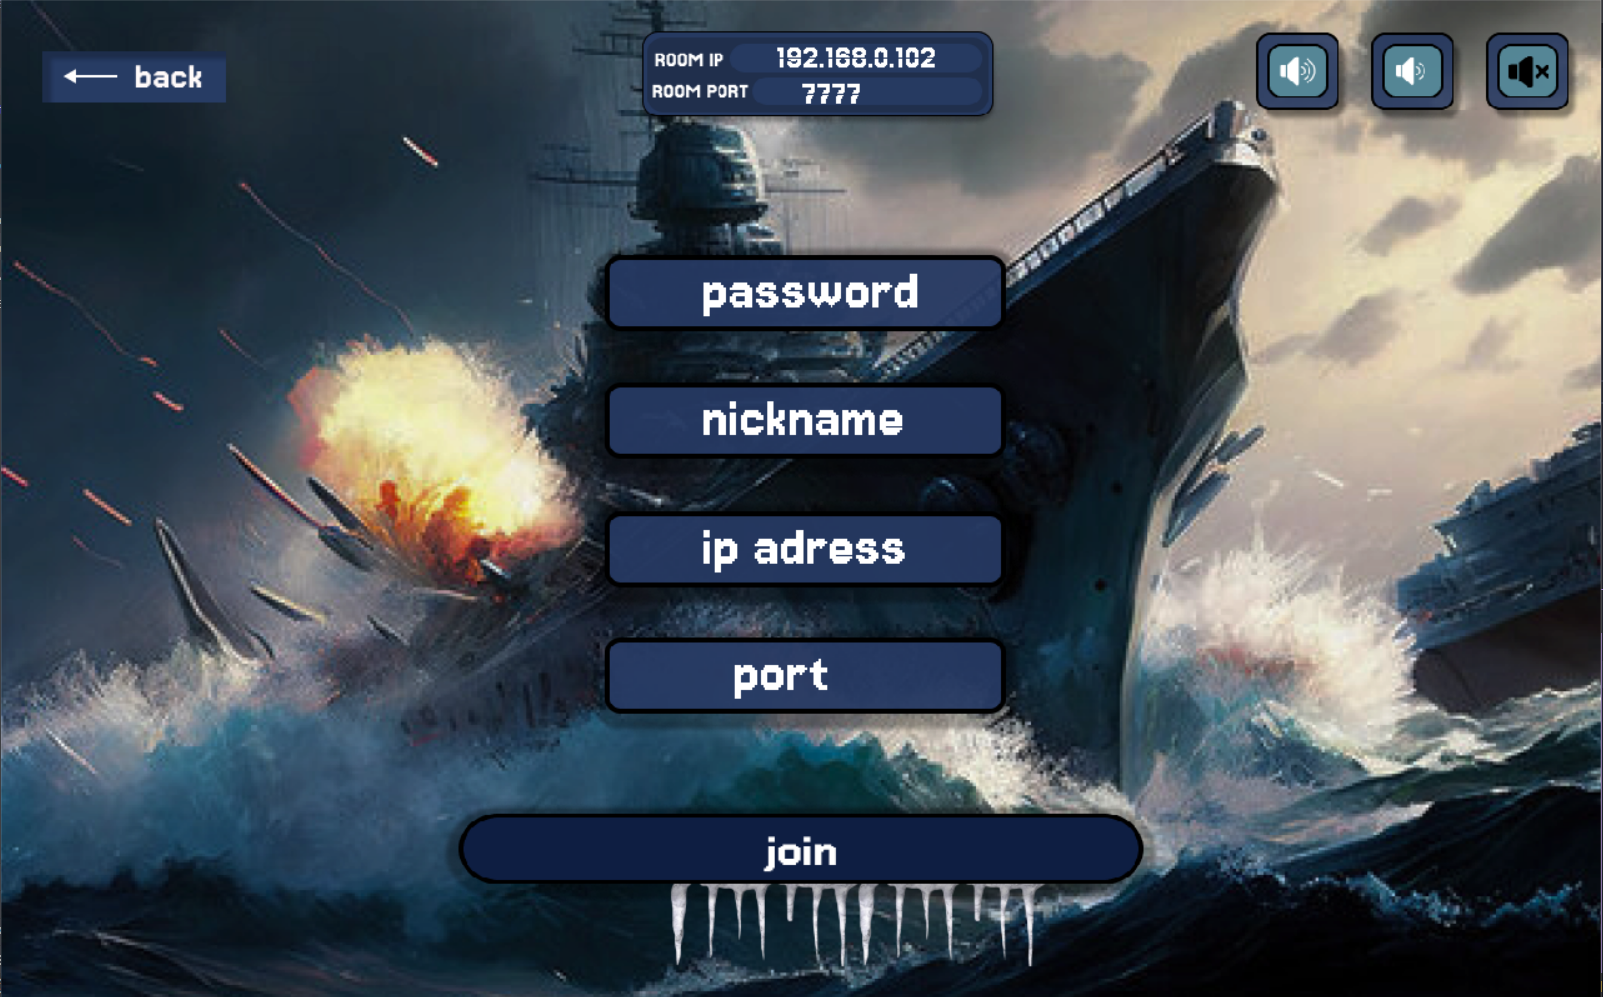 back
ROOM IP 192.168.0.102
ROOM PORT 7777
password
nickname
ip adress
port
join